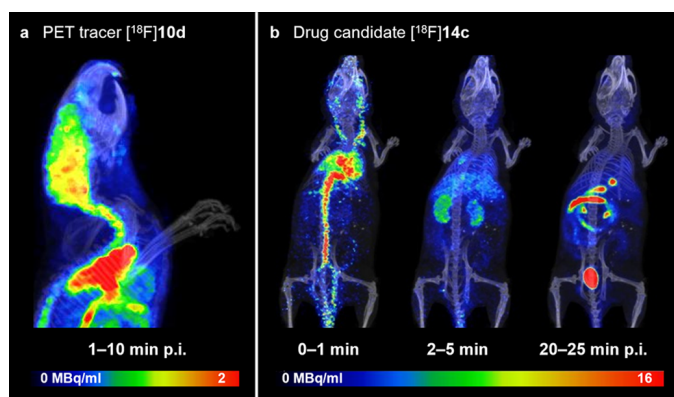 a PET tracer [¹⁸F]10d
1–10 min p.i.
0 MBq/ml 2
b Drug candidate [¹⁸F]14c
0–1 min 2–5 min 20–25 min p.i.
0 MBq/ml 16